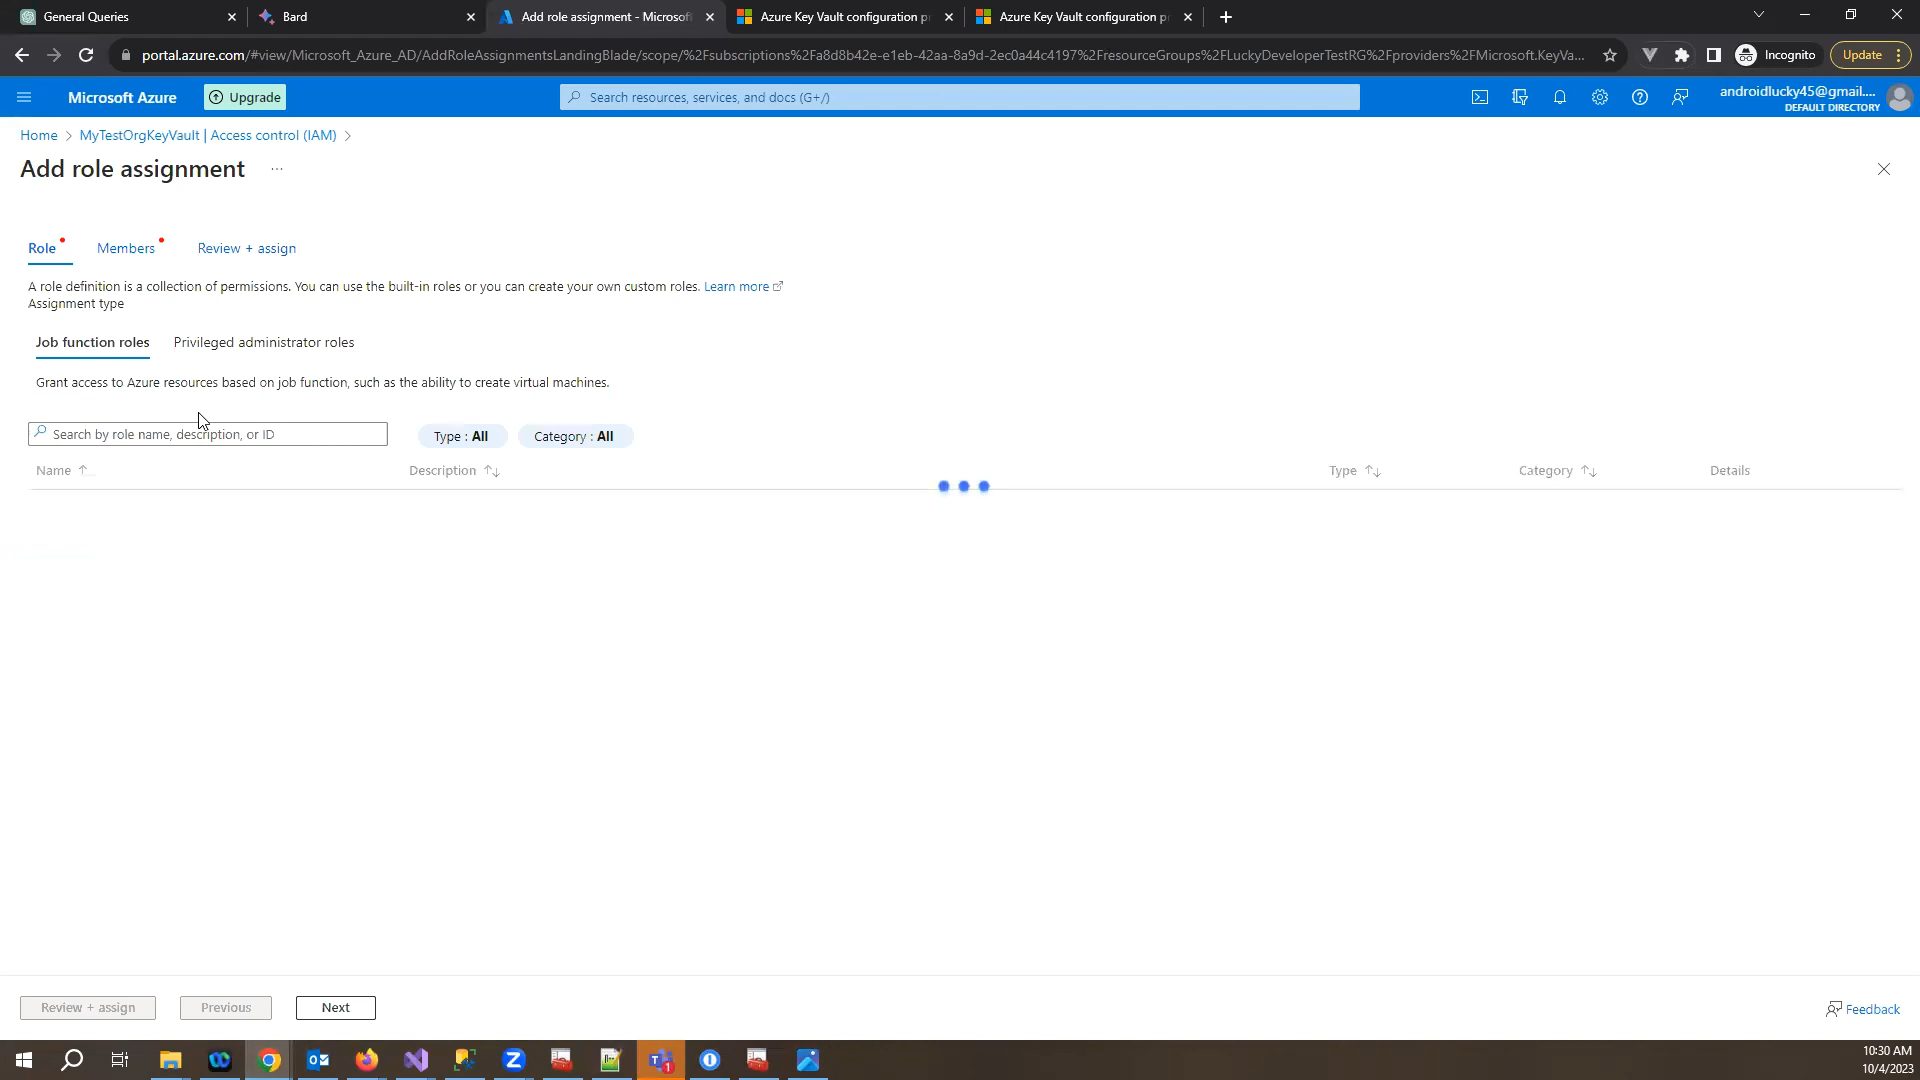 General Queries
Bard
Add role assignment - Microsof
Azure Key Vault configuration p
Azure Key Vault configuration p
portal.azure.com/#view/Microsoft_Azure_AD/AddRoleAssignmentsLandingBlade/scope/%2Fsubscriptions%2Fa8d8b42e-e1eb-42aa-8a9d-2ec0a44c4197%2FresourceGroups%2FLuckyDeveloperTestRG%2Fproviders%2FMicrosoft.KeyVa...
Incognito
Update
Microsoft Azure
Upgrade
Search resources, services, and docs (G+/)
androidlucky45@gmail....
DEFAULT DIRECTORY
Home > MyTestOrgKeyVault | Access control (IAM) >
Add role assignment ...
Role Members Review + assign
A role definition is a collection of permissions. You can use the built-in roles or you can create your own custom roles. Learn more
Assignment type
Job function roles Privileged administrator roles
Grant access to Azure resources based on job function, such as the ability to create virtual machines.
Search by role name, description, or ID
Type : All
Category : All
Name Description Type Category Details
Review + assign Previous Next
Feedback
10:30 AM
10/4/2023